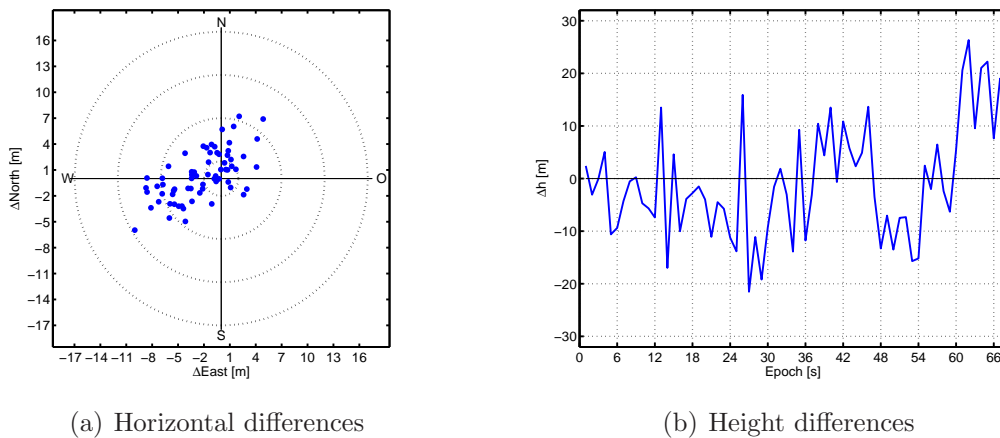 N
16
13
10
7
4
1
−2
−5
−8
−11
−14
−17
W
O
S
ΔNorth [m]
−17 −14 −11 −8 −5 −2 1 4 7 10 13 16
ΔEast [m]
(a) Horizontal differences
30
20
10
0
−10
−20
−30
Δh [m]
0 6 12 18 24 30 36 42 48 54 60 66
Epoch [s]
(b) Height differences